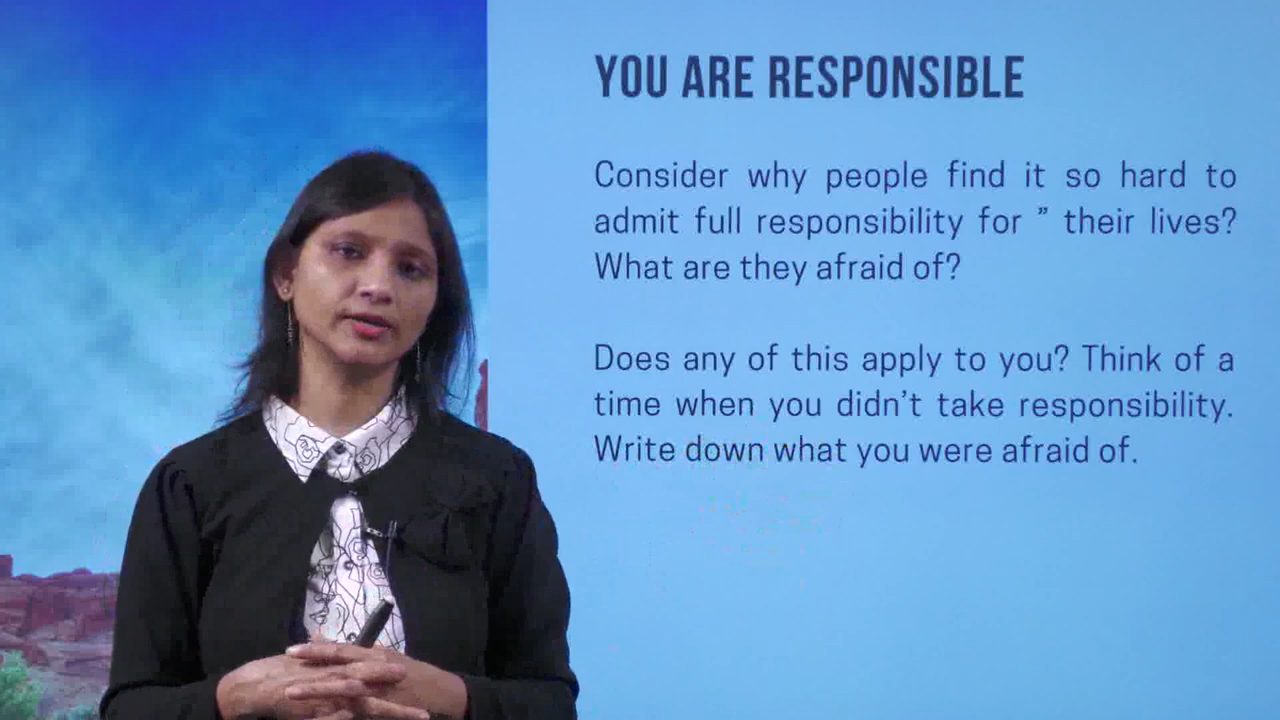 YOU ARE RESPONSIBLE
Consider why people find it so hard to
admit full responsibility for ” their lives?
What are they afraid of?
Does any of this apply to you? Think of a
time when you didn’t take responsibility.
Write down what you were afraid of.